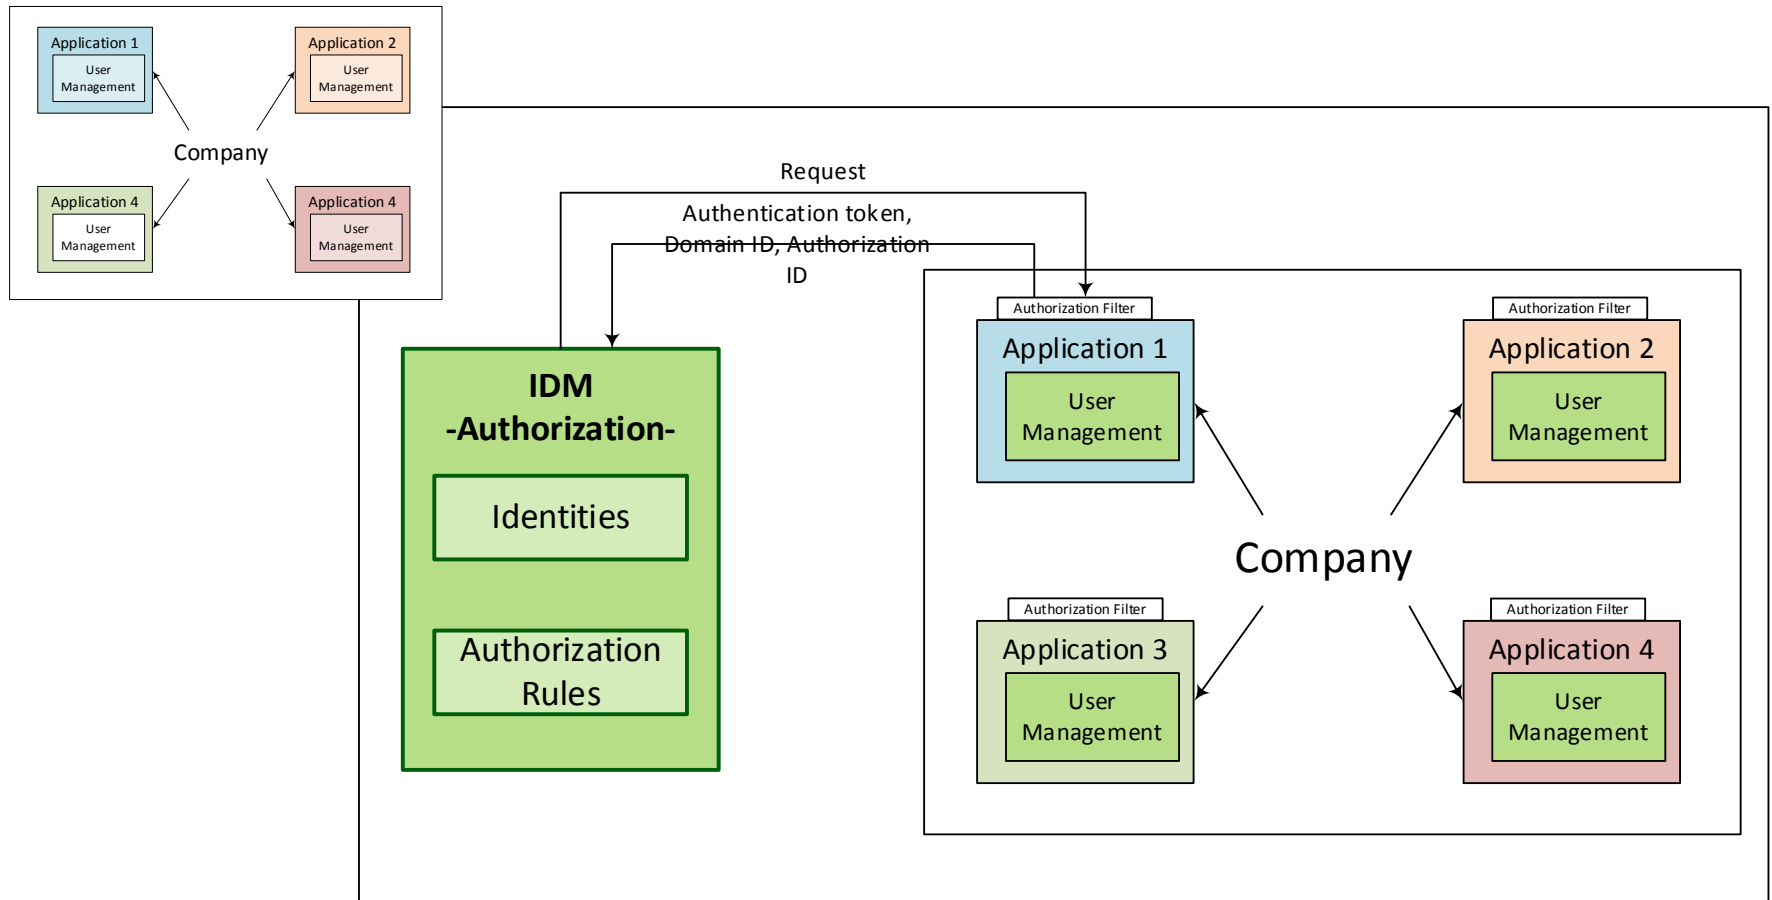 Application 1
User
Management
Application 2
User
Management
Company
Application 4
User
Management
Application 4
User
Management
Request
Authentication token,
Domain ID, Authorization
ID
IDM
-Authorization-
Identities
Authorization
Rules
Authorization Filter
Application 1
User
Management
Authorization Filter
Application 2
User
Management
Company
Authorization Filter
Application 3
User
Management
Authorization Filter
Application 4
User
Management